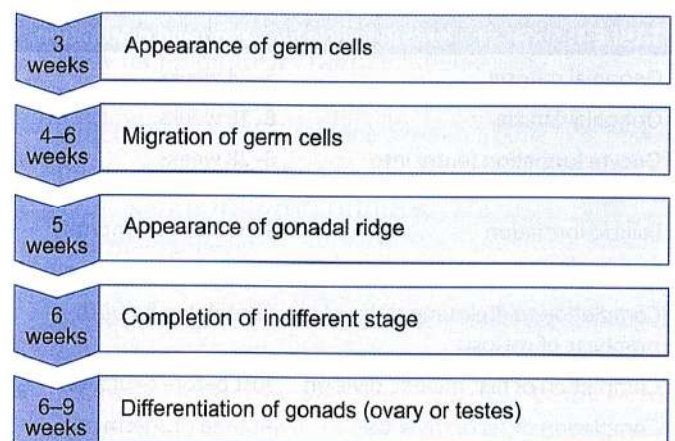 3 weeks
Appearance of germ cells
4–6 weeks
Migration of germ cells
5 weeks
Appearance of gonadal ridge
6 weeks
Completion of indifferent stage
6–9 weeks
Differentiation of gonads (ovary or testes)